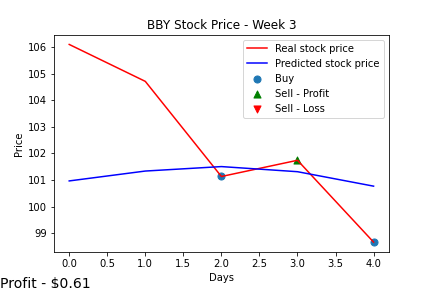 BBY Stock Price - Week 3
Real stock price
Predicted stock price
Buy
Sell - Profit
Sell - Loss
Price
106
105
104
103
102
101
100
99
0.0 0.5 1.0 1.5 2.0 2.5 3.0 3.5 4.0
Days
Profit - $0.61